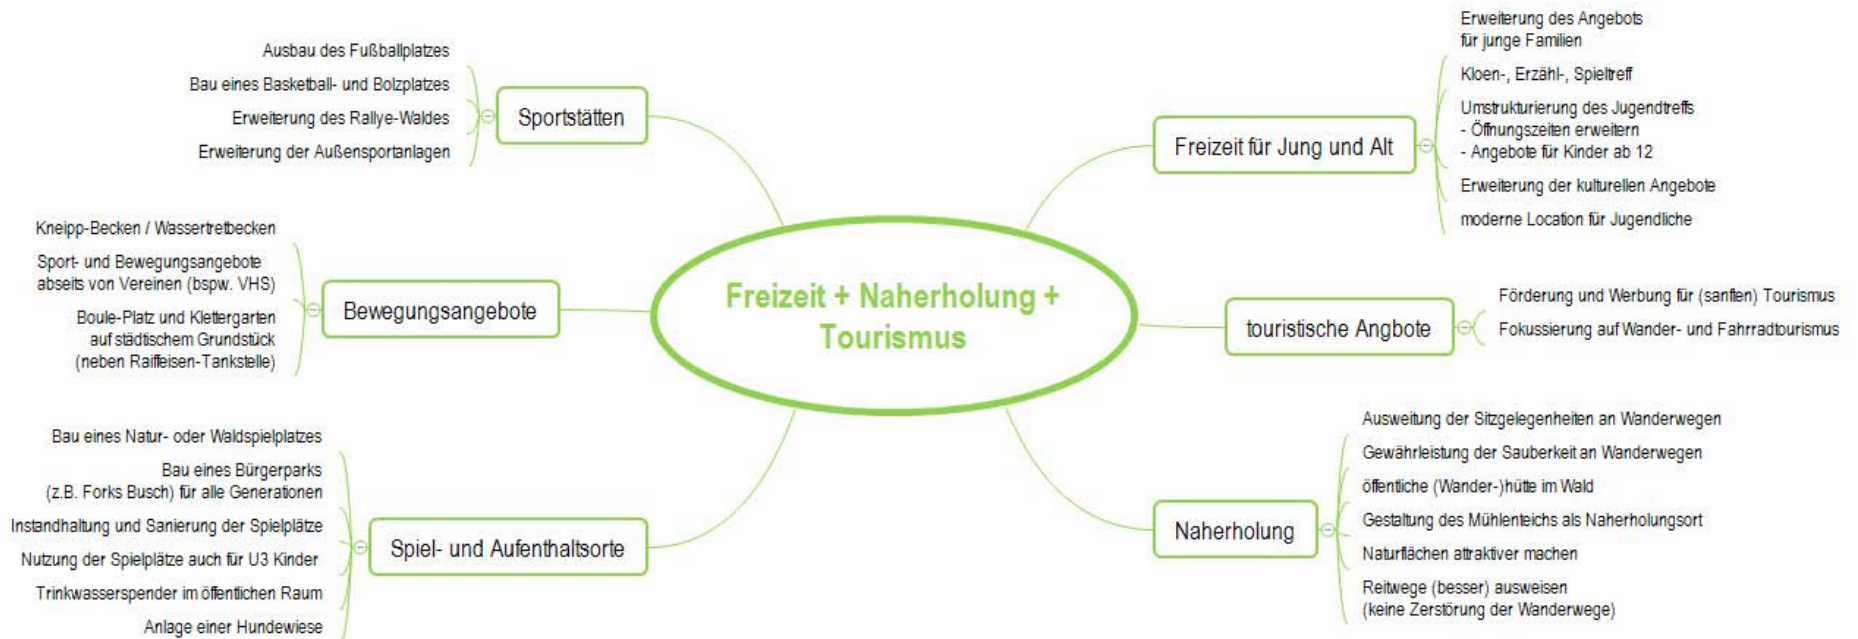 Freizeit + Naherholung +
Tourismus
Sportstätten
Ausbau des Fußballplatzes
Bau eines Basketball- und Bolzplatzes
Erweiterung des Rallye-Waldes
Erweiterung der Außensportanlagen
Bewegungsangebote
Kneipp-Becken / Wassertretbecken
Sport- und Bewegungsangebote
abseits von Vereinen (bspw. VHS)
Boule-Platz und Klettergarten
auf städtischem Grundstück
(neben Raiffeisen-Tankstelle)
Spiel- und Aufenthaltsorte
Bau eines Natur- oder Waldspielplatzes
Bau eines Bürgerparks
(z.B. Forks Busch) für alle Generationen
Instandhaltung und Sanierung der Spielplätze
Nutzung der Spielplätze auch für U3 Kinder
Trinkwasserspender im öffentlichen Raum
Anlage einer Hundewiese
Freizeit für Jung und Alt
Erweiterung des Angebots
für junge Familien
Kloen-, Erzähl-, Spieltreff
Umstrukturierung des Jugendtreffs
- Öffnungszeiten erweitern
- Angebote für Kinder ab 12
Erweiterung der kulturellen Angebote
moderne Location für Jugendliche
touristische Angbote
Förderung und Werbung für (sanften) Tourismus
Fokussierung auf Wander- und Fahrradtourismus
Naherholung
Ausweitung der Sitzgelegenheiten an Wanderwegen
Gewährleistung der Sauberkeit an Wanderwegen
öffentliche (Wander-)hütte im Wald
Gestaltung des Mühlenteichs als Naherholungsort
Naturflächen attraktiver machen
Reitwege (besser) ausweisen
(keine Zerstörung der Wanderwege)